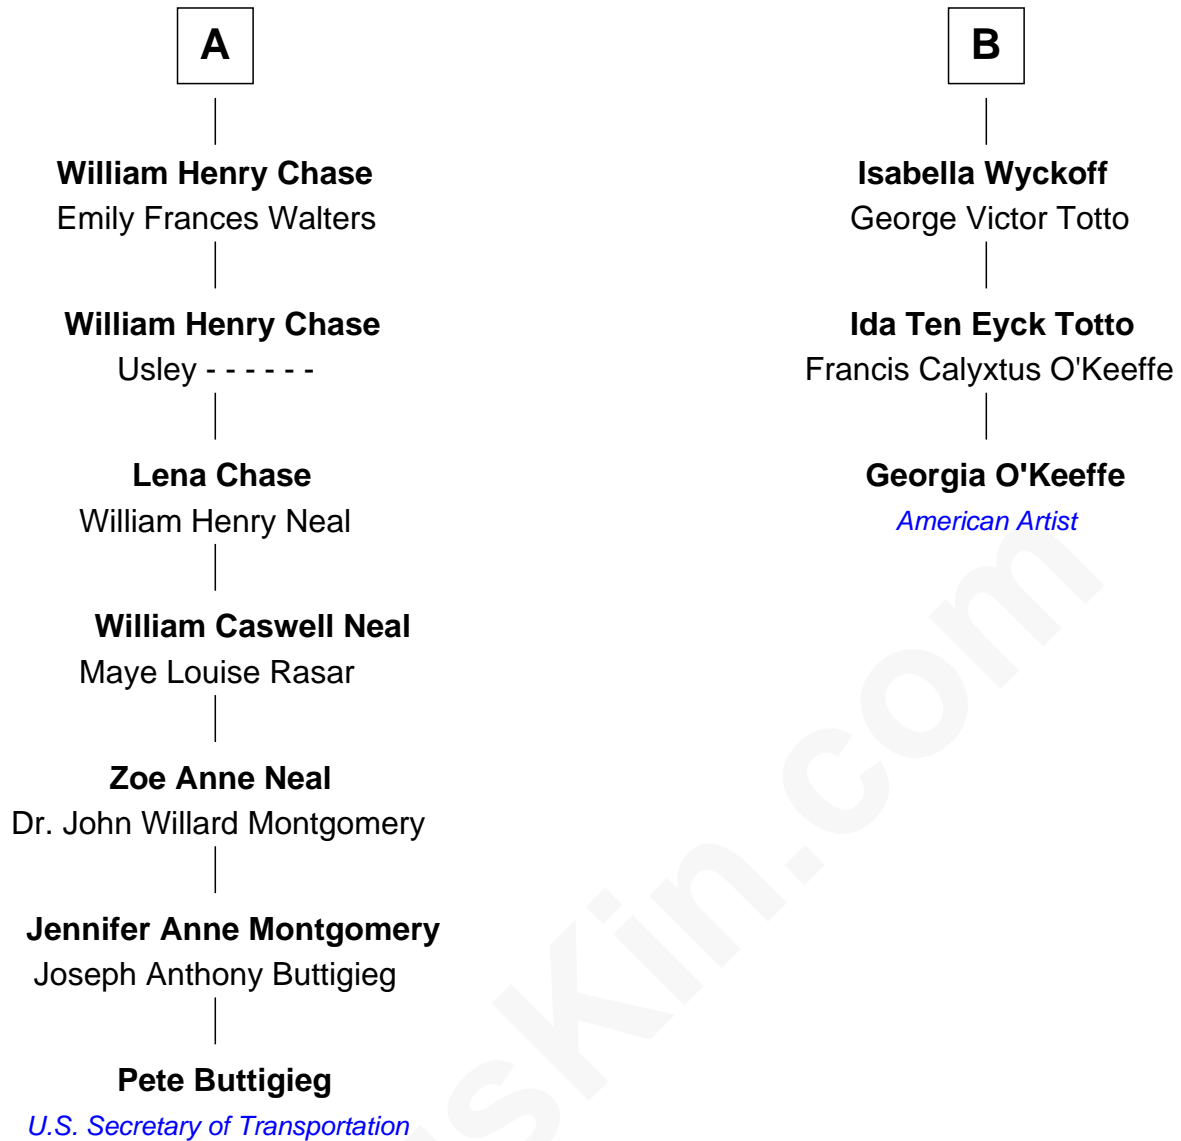 A
William Henry Chase
Emily Frances Walters
William Henry Chase
Usley - - - - - -
Lena Chase
William Henry Neal
William Caswell Neal
Maye Louise Rasar
Zoe Anne Neal
Dr. John Willard Montgomery
Jennifer Anne Montgomery
Joseph Anthony Buttigieg
Pete Buttigieg
U.S. Secretary of Transportation
B
Isabella Wyckoff
George Victor Totto
Ida Ten Eyck Totto
Francis Calyxtus O'Keeffe
Georgia O'Keeffe
American Artist
usKin.com